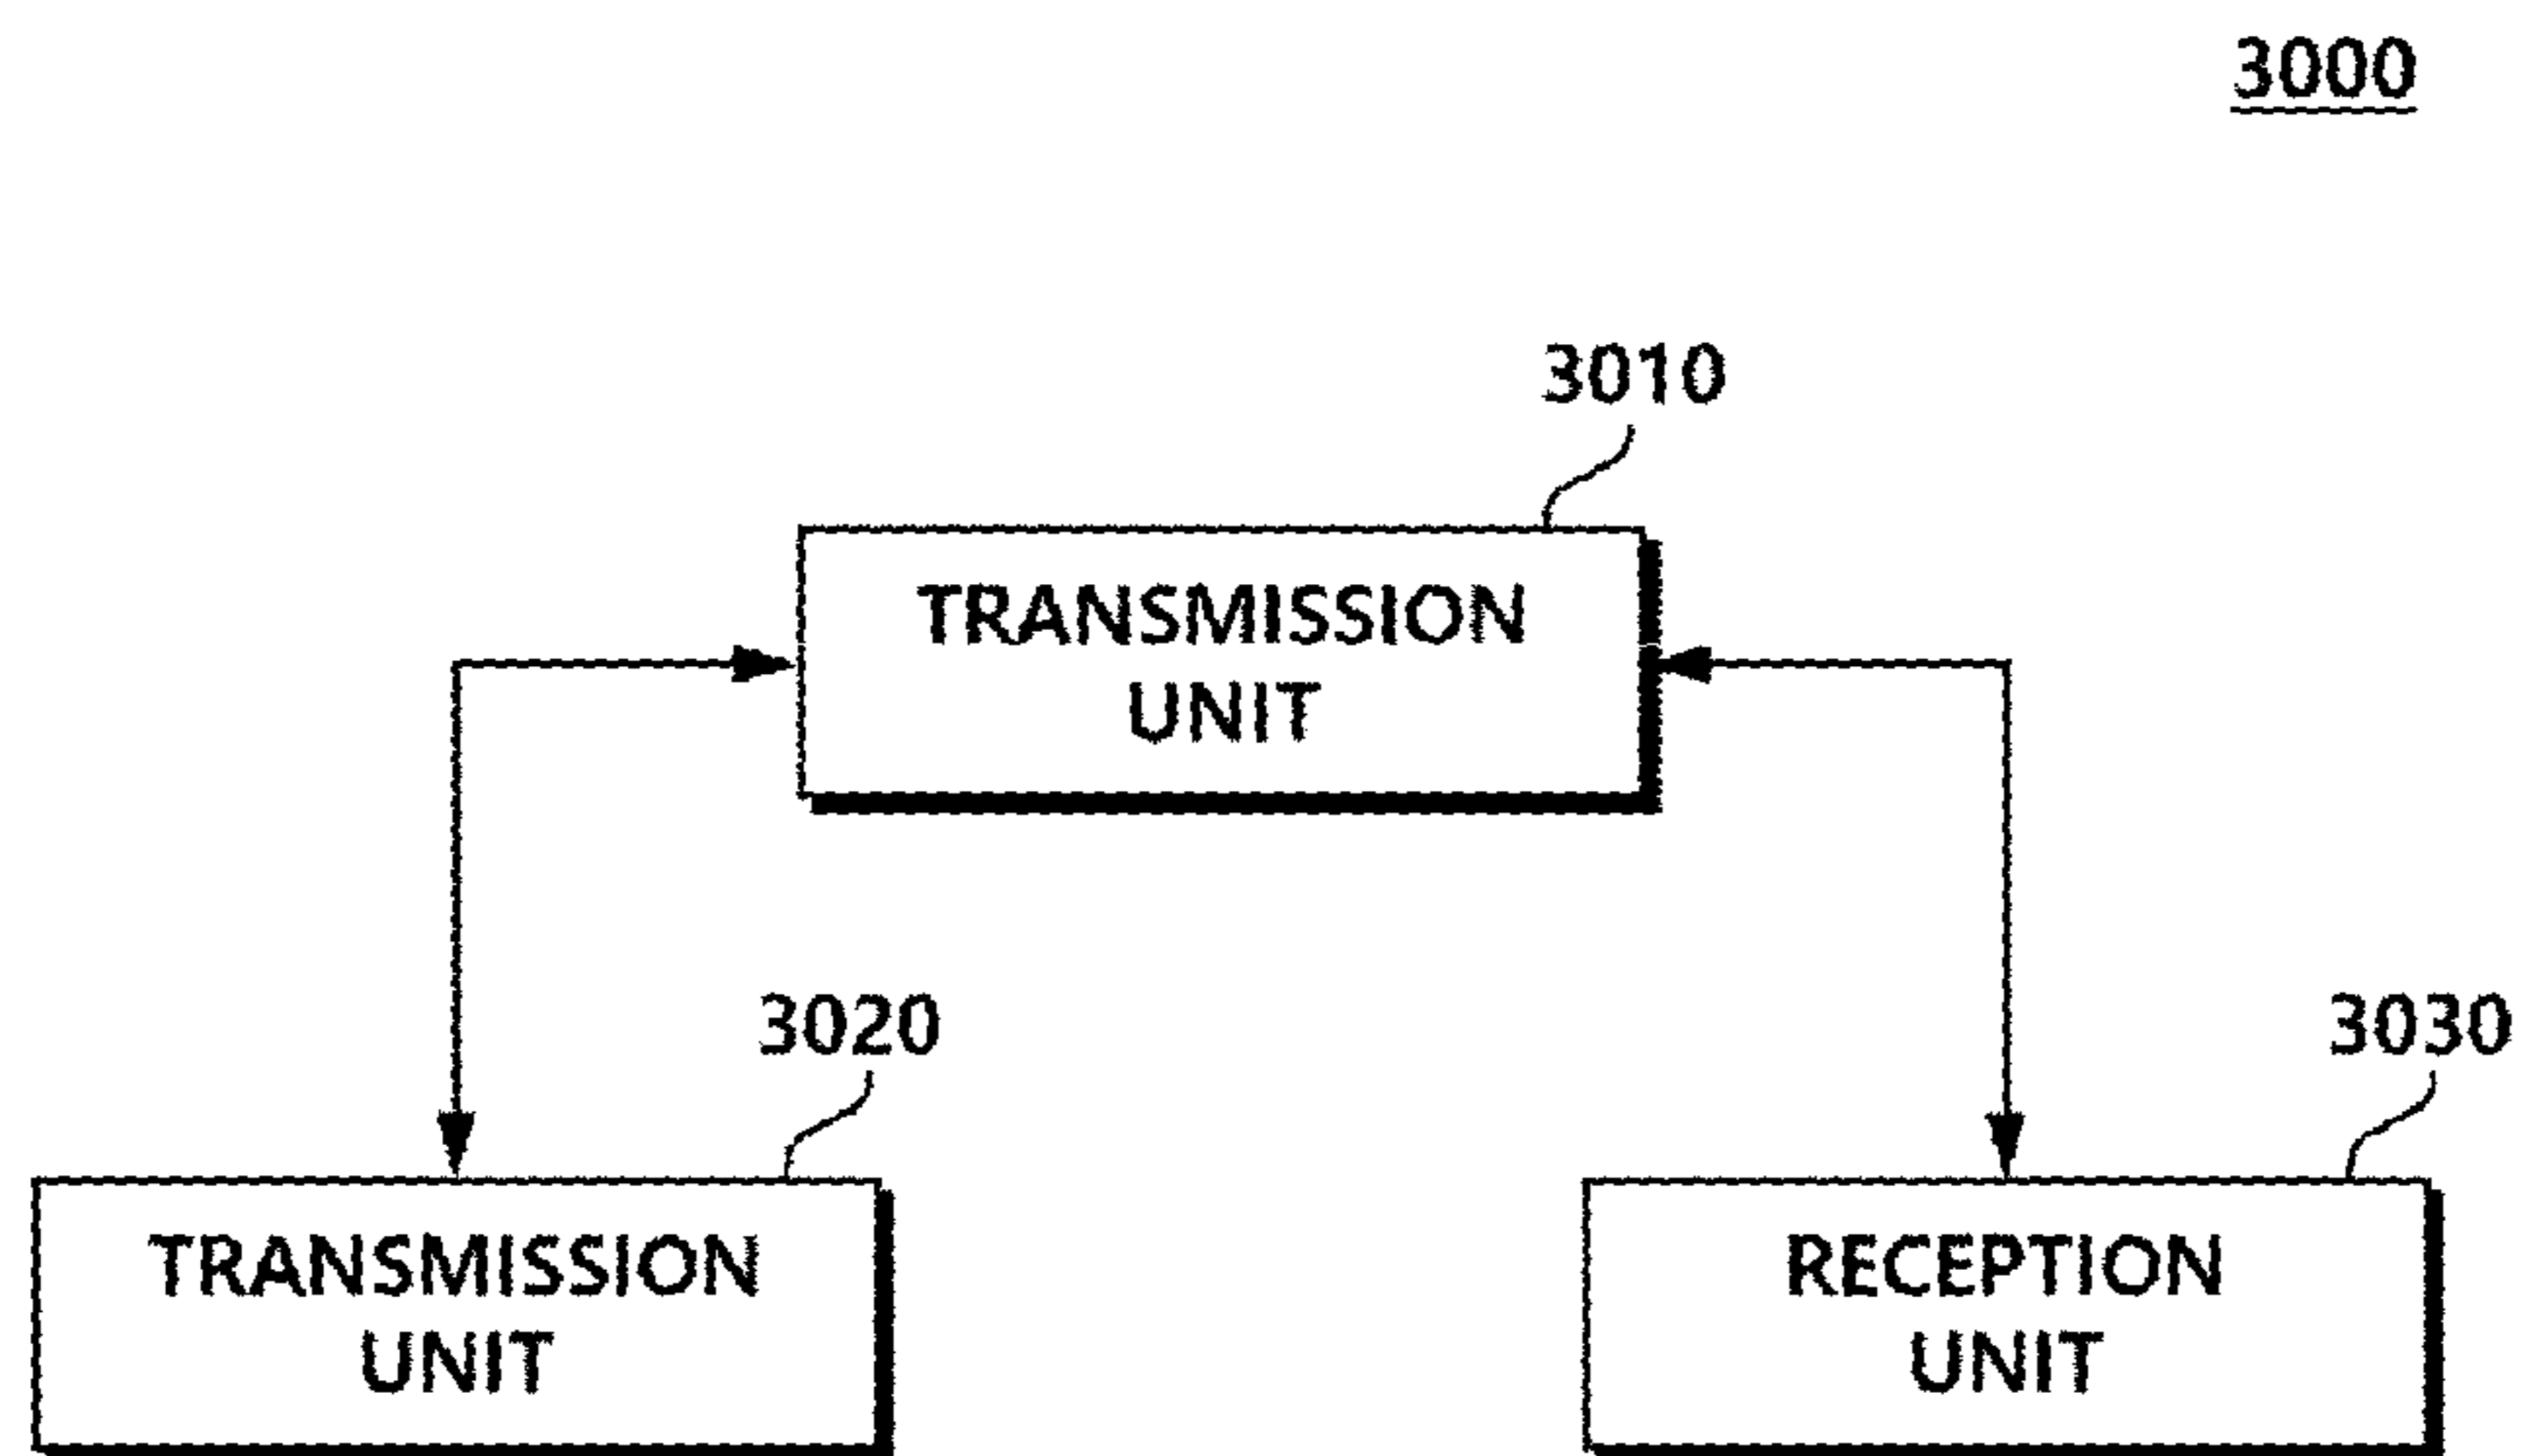 3000
3010
TRANSMISSION
UNIT
3020
3030
TRANSMISSION
UNIT
RECEPTION
UNIT